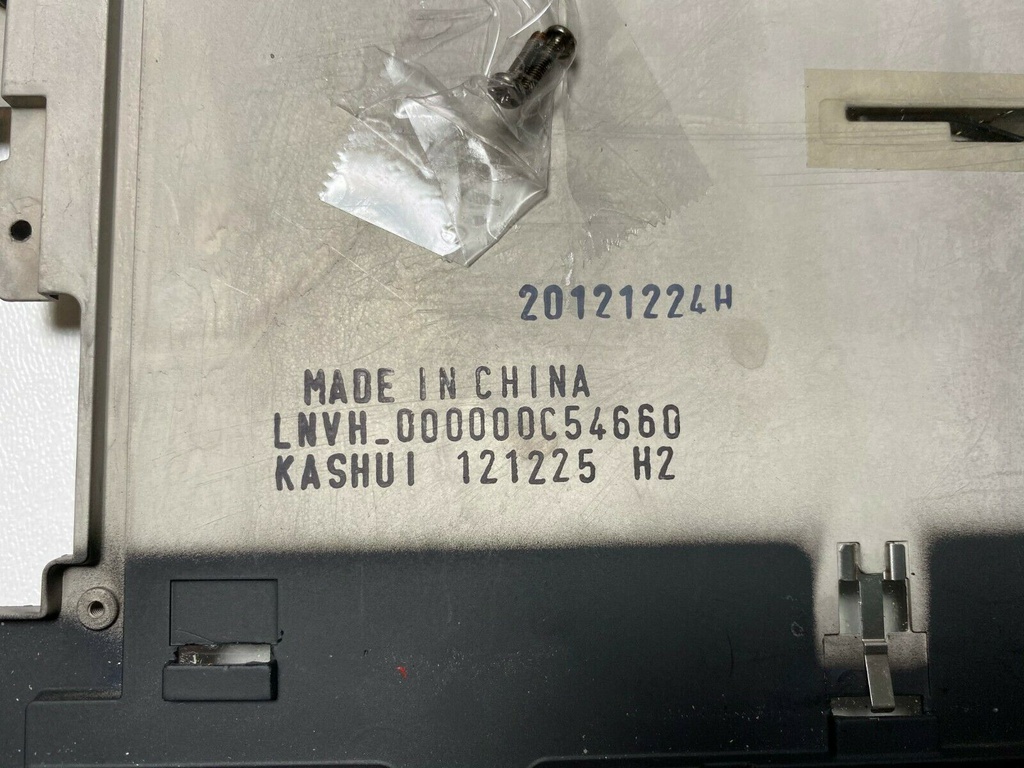 20121224H
MADE IN CHINA
LNVH_000000C54660
KASHUI 121225 H2